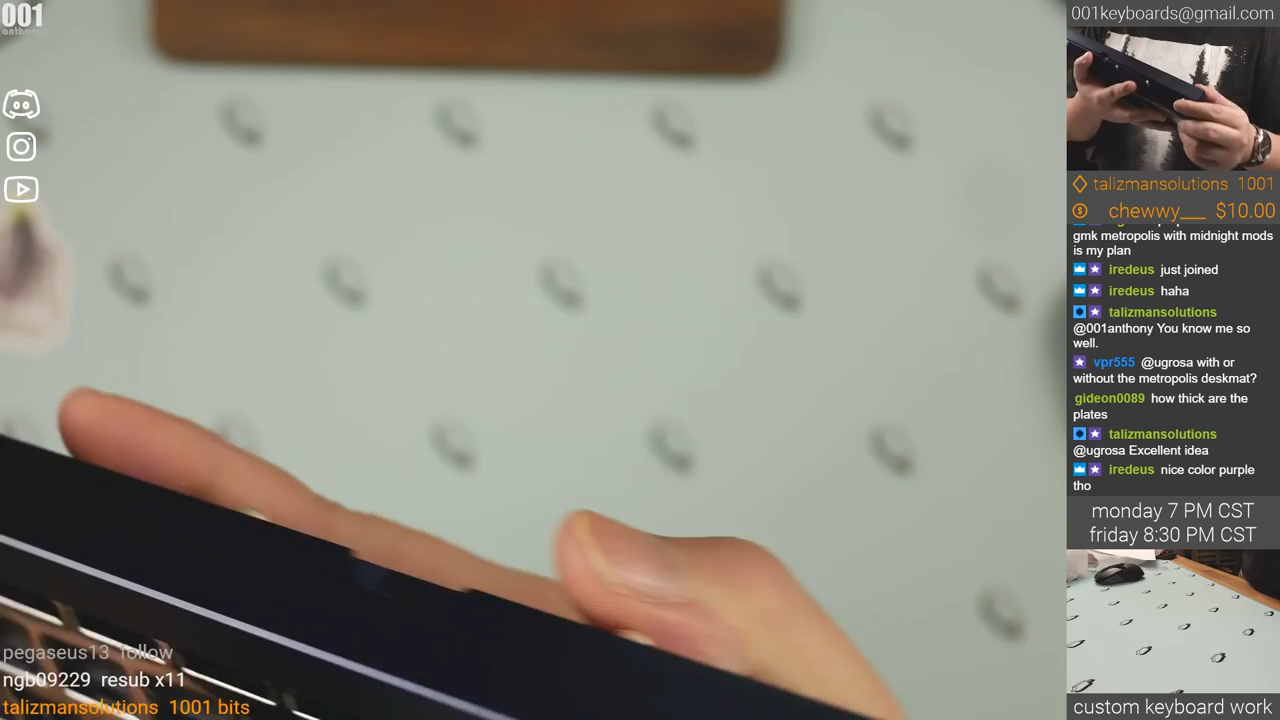 001
anthony
001keyboards@gmail.com
talizmansolutions 1001
chewwy___ $10.00
gmk metropolis with midnight mods
is my plan
iredeus just joined
iredeus haha
talizmansolutions
@001anthony You know me so
well.
vpr555 @ugrosa with or
without the metropolis deskmat?
gideon0089 how thick are the
plates
talizmansolutions
@ugrosa Excellent idea
iredeus nice color purple
tho
monday 7 PM CST
friday 8:30 PM CST
pegaseus13 follow
ngb09229 resub x11
talizmansolutions 1001 bits
custom keyboard work